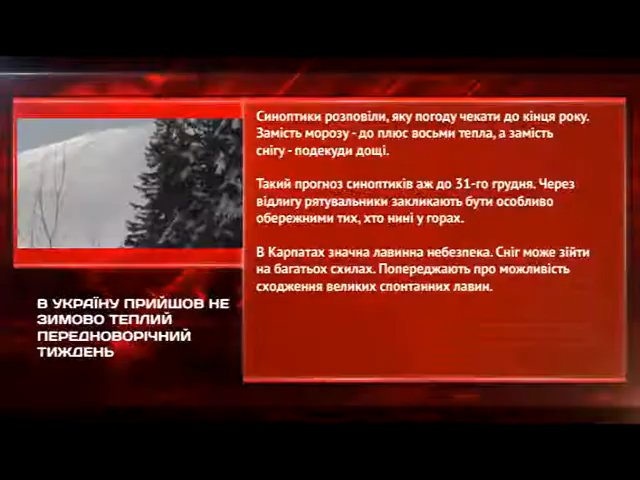 Синоптики розповіли, яку погоду чекати до кінця року.
Замість морозу - до плюс восьми тепла, а замість
снігу - подекуди дощі.
Такий прогноз синоптиків аж до 31-го грудня. Через
відлигу рятувальники закликають бути особливо
обережними тих, хто нині у горах.
В Карпатах значна лавинна небезпека. Сніг може зійти
на багатьох схилах. Попереджають про можливість
сходження великих спонтанних лавин.
В УКРАЇНУ ПРИЙШОВ НЕ
ЗИМОВО ТЕПЛИЙ
ПЕРЕДНОВОРІЧНИЙ
ТИЖДЕНЬ